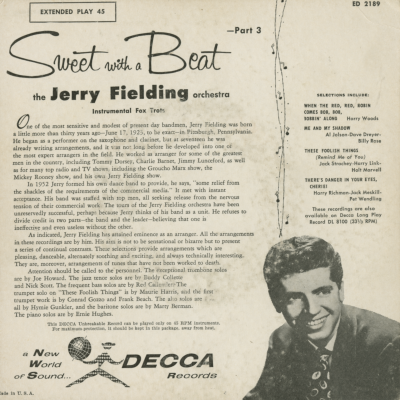 EXTENDED PLAY 45
ED 2189
—Part 3
Sweet with a Beat
the Jerry Fielding orchestra
Instrumental Fox Trots
One of the most sensitive and modest of present day bandsmen, Jerry Fielding was born
a little more than thirty years ago—June 17, 1925, to be exact—in Pittsburgh, Pennsylvania.
He began as a performer on the saxophone and clarinet, but at seventeen he was
already writing arrangements, and it was not long before he developed into one of
the most expert arrangers in the field. He worked as arranger for some of the greatest
in the business, including Tommy Dorsey, Charlie Barnet, Jimmy Lunceford, as well
as for many top radio and TV shows, including the Groucho Marx show, the
Mickey Rooney show, and his own Jerry Fielding show.
In 1952 Jerry formed his own dance band to provide, he says, "some relief from
the shackles of the requirements of the commercial media." It met with instant
acceptance. His band was staffed with top men, all seeking release from the nervous
tension of their commercial work. The tours of the Jerry Fielding orchestra have been
unreservedly successful, perhaps because Jerry thinks of his band as a unit. He refuses to
divide credit in two parts—the band and the leader—believing that one is
ineffective and even useless without the other.
As indicated, Jerry Fielding has attained eminence as an arranger. All the arrangements
in these recordings are by him. His aim is not to be sensational or bizarre but to present
a series of continual contrasts. These selections provide arrangements which are
pleasing, danceable, alternately soothing and exciting, and always technically interesting.
They are, moreover, arrangements of tunes that have not been worked to death.
Attention should be called to the personnel. The exceptional trombone solos
are by Joe Howard. The jazz tenor solos are by Buddy Collette
and Nick Scott. The frequent bass solos are by Red Callender. The
trumpet solo on "These Foolish Things" is by Maurie Harris, and the first
trumpet work is by Conrad Gozzo and Frank Beach. The alto solos are
all by Hymie Gunkler, and the baritone solos are by Marty Berman.
The piano solos are by Ernie Hughes.
This DECCA Unbreakable Record can be played only on 45 RPM instruments.
For maximum protection, it should be kept in this package, away from heat.
SELECTIONS INCLUDE:
WHEN THE RED, RED, ROBIN
COMES BOB, BOB,
BOBBIN' ALONG Harry Woods
ME AND MY SHADOW
Al Jolson-Dave Dreyer-
Billy Rose
THESE FOOLISH THINGS
(Remind Me of You)
Jack Strachey-Harry Link-
Holt Marvell
THERE'S DANGER IN YOUR EYES,
CHERIE!
Harry Richman-Jack Meskill-
Pet Wendling
These recordings are also
available on Decca Long Play
Record DL 8100 (33⅓ RPM)
a New
World
of Sound...
DECCA
Records
Made in U.S.A.